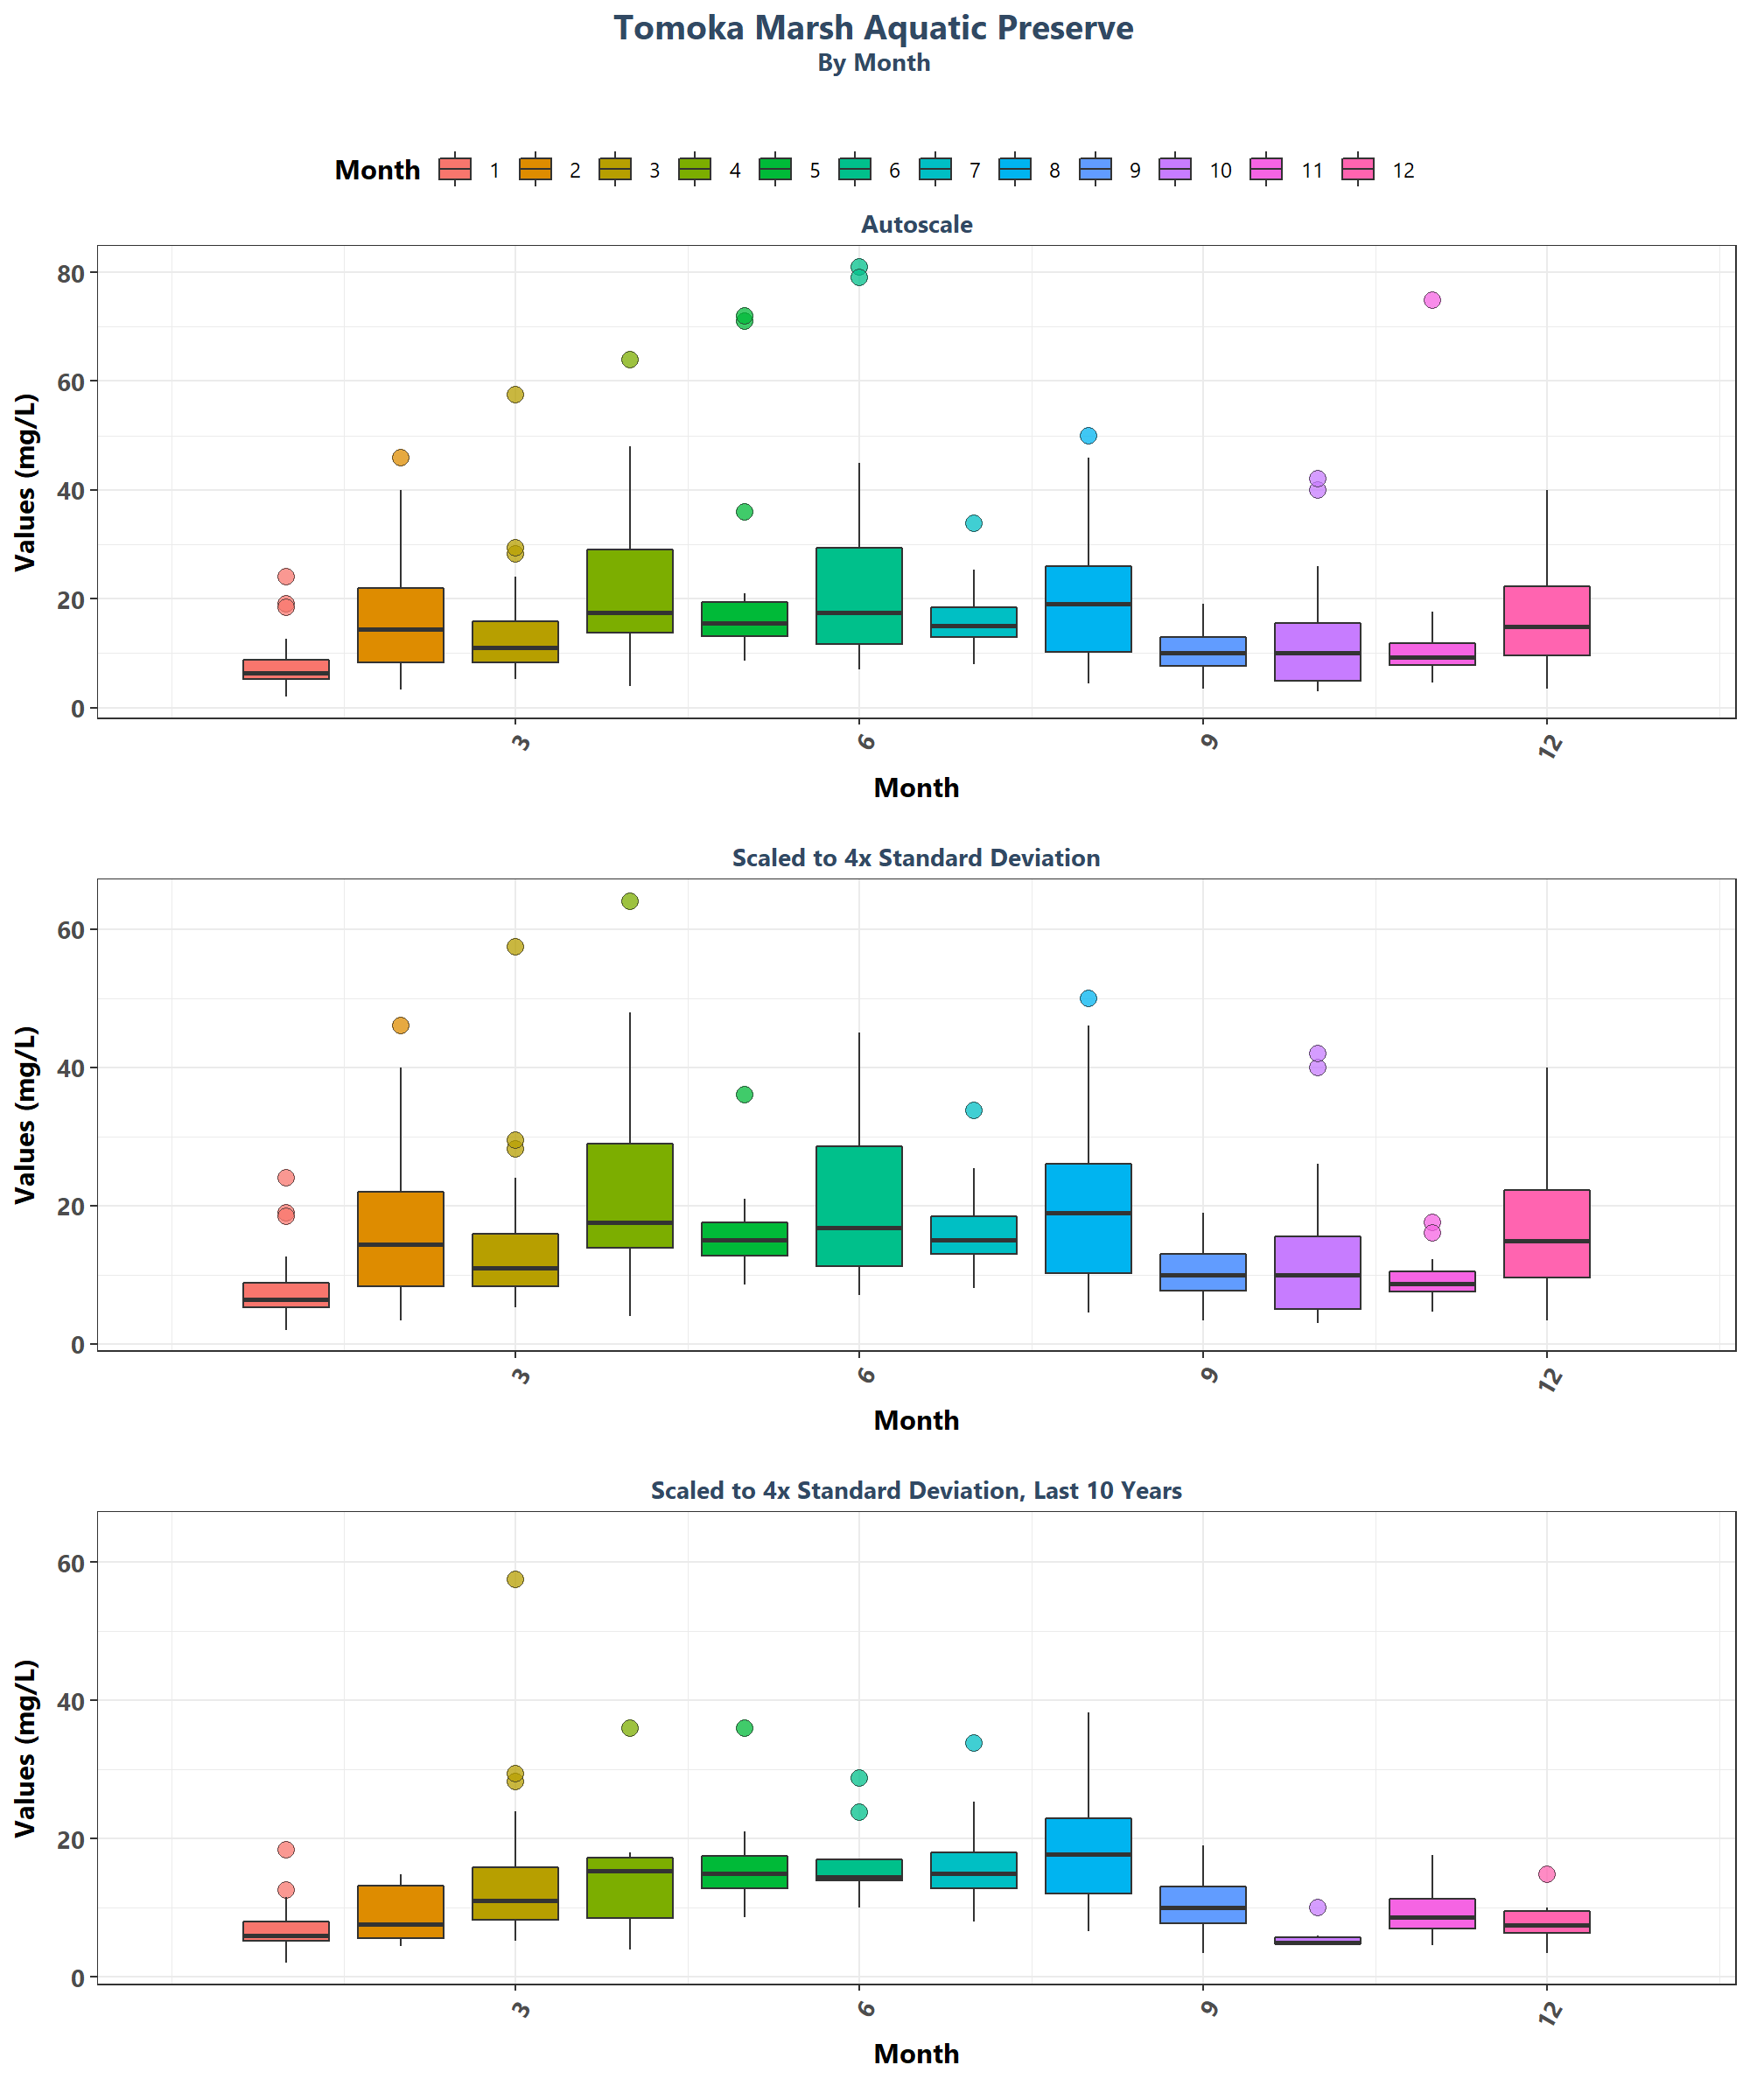 Tomoka Marsh Aquatic Preserve
By Month
Month 1 2 3 4 5 6 7 8 9 10 11 12
Autoscale
Values (mg/L)
80
60
40
20
0
3 6 9 12
Month
Scaled to 4x Standard Deviation
Values (mg/L)
60
40
20
0
3 6 9 12
Month
Scaled to 4x Standard Deviation, Last 10 Years
Values (mg/L)
60
40
20
0
3 6 9 12
Month